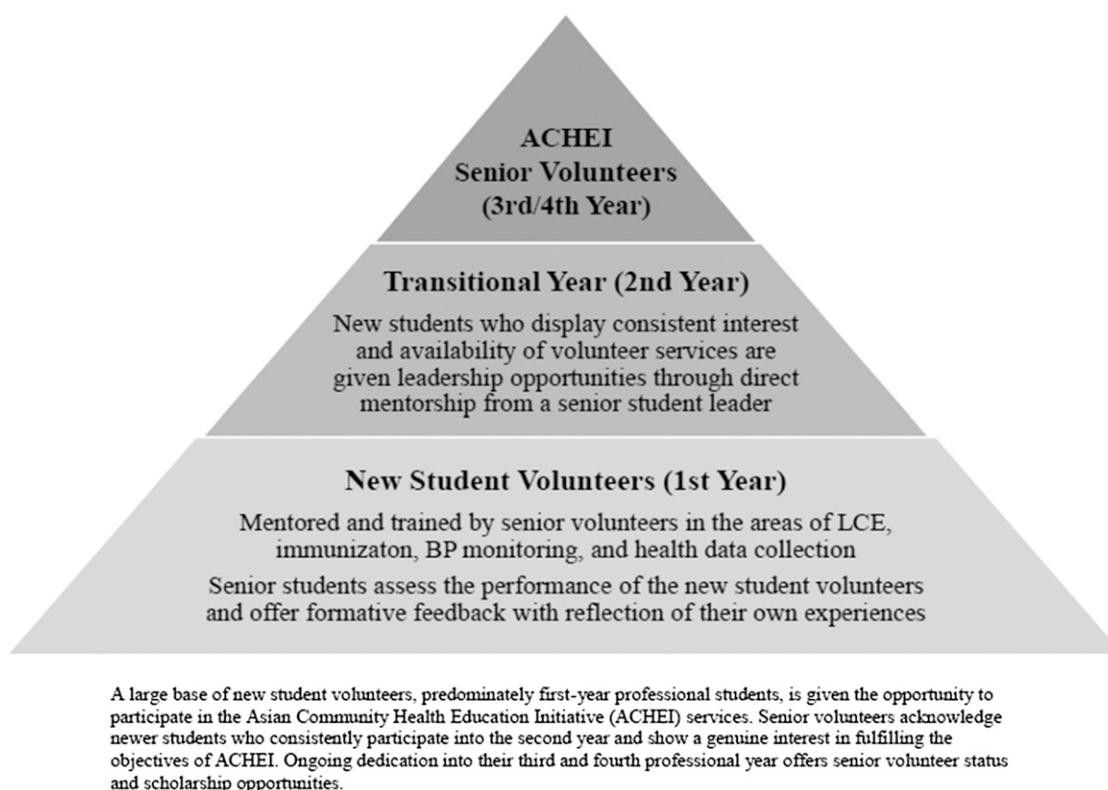 ACHEI
Senior Volunteers
(3rd/4th Year)
Transitional Year (2nd Year)
New students who display consistent interest
and availability of volunteer services are
given leadership opportunities through direct
mentorship from a senior student leader
New Student Volunteers (1st Year)
Mentored and trained by senior volunteers in the areas of LCE,
immunizaton, BP monitoring, and health data collection
Senior students assess the performance of the new student volunteers
and offer formative feedback with reflection of their own experiences
A large base of new student volunteers, predominately first-year professional students, is given the opportunity to
participate in the Asian Community Health Education Initiative (ACHEI) services. Senior volunteers acknowledge
newer students who consistently participate into the second year and show a genuine interest in fulfilling the
objectives of ACHEI. Ongoing dedication into their third and fourth professional year offers senior volunteer status
and scholarship opportunities.